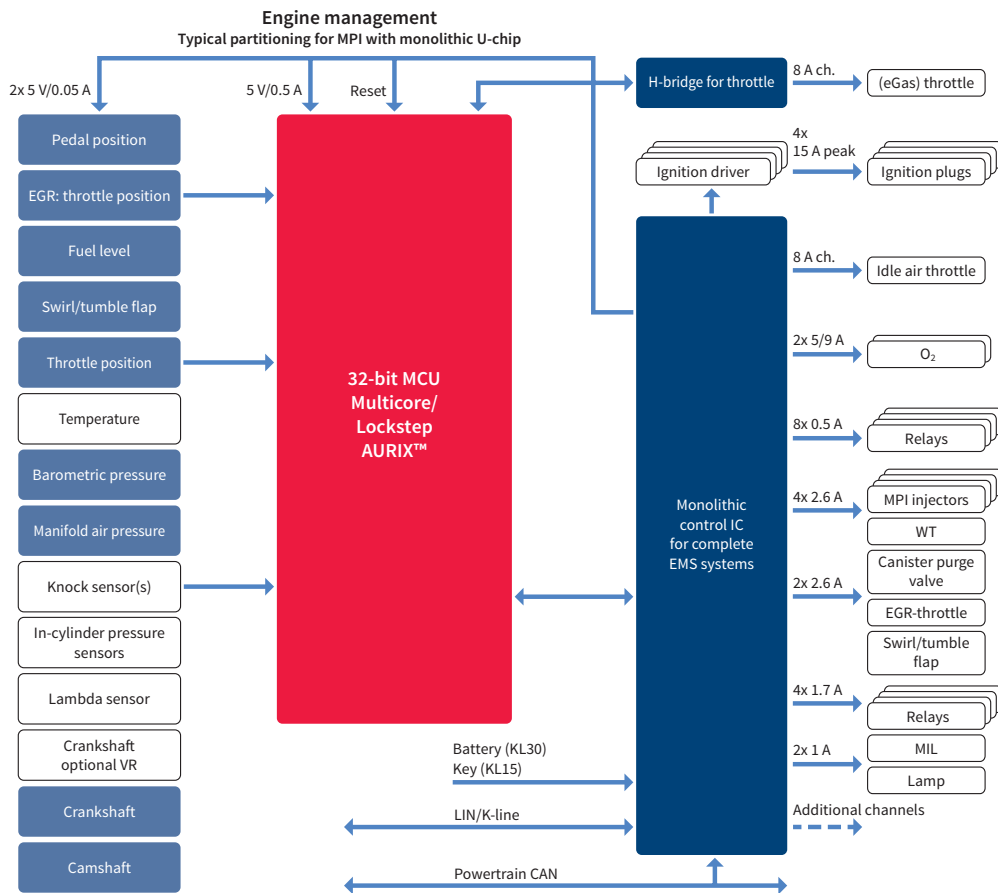 Engine management
Typical partitioning for MPI with monolithic U-chip
2x 5 V/0.05 A
5 V/0.5 A
Reset
Pedal position
EGR: throttle position
Fuel level
Swirl/tumble flap
Throttle position
Temperature
Barometric pressure
Manifold air pressure
Knock sensor(s)
In-cylinder pressure
sensors
Lambda sensor
Crankshaft
optional VR
Crankshaft
Camshaft
32-bit MCU
Multicore/
Lockstep
AURIX™
Battery (KL30)
Key (KL15)
LIN/K-line
Powertrain CAN
H-bridge for throttle
Ignition driver
Monolithic
control IC
for complete
EMS systems
8 A ch.
(eGas) throttle
4x
15 A peak
Ignition plugs
8 A ch.
Idle air throttle
2x 5/9 A
O₂
8x 0.5 A
Relays
4x 2.6 A
MPI injectors
WT
Canister purge
valve
2x 2.6 A
EGR-throttle
Swirl/tumble
flap
4x 1.7 A
Relays
2x 1 A
MIL
Lamp
Additional channels